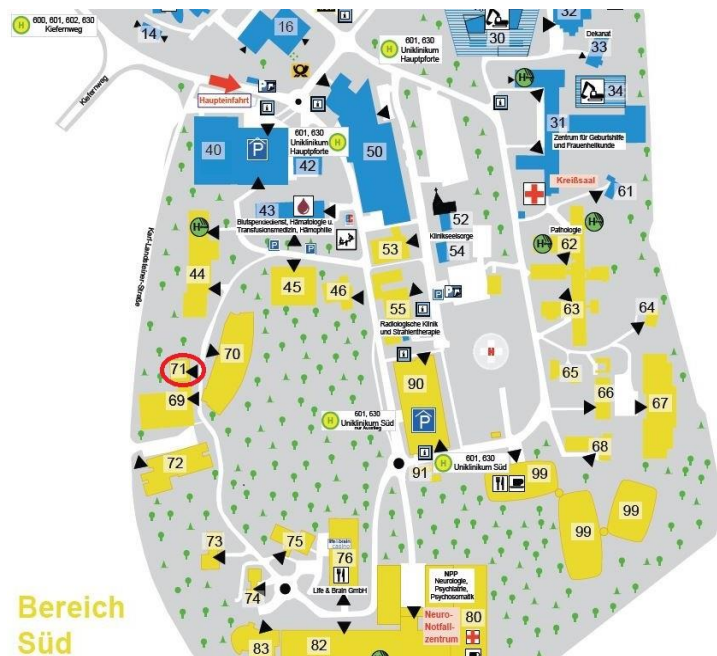 600, 601, 602, 630
Kiefernweg
14
16
601, 630
Uniklinikum
Hauptpforte
30
32
Dekanat
33
34
Kiefernweg
Haupteinfahrt
P
i
i
i
31
Zentrum für Geburtshilfe
und Frauenheilkunde
40
P
601, 630
Uniklinikum
Hauptpforte
42
50
Kreißsaal
61
43
Blutspendedienst, Hämatologie u.
Transfusionsmedizin, Hämophilie
P
P
52
Klinikseelsorge
54
53
Pathologie
62
Karl-Landsteiner-Straße
44
45
46
55
P
P
i
63
64
Radiologische Klinik
und Strahlentherapie
i
i
H
70
71
69
90
P
65
66
67
601, 630
Uniklinikum Süd
nur Ausstieg
i
68
601, 630
Uniklinikum Süd
72
91
99
99
99
73
75
76
74
Life & Brain GmbH
NPP
Neurologie,
Psychiatrie,
Psychosomatik
80
Neuro-
Notfall-
zentrum
83
82
Bereich
Süd